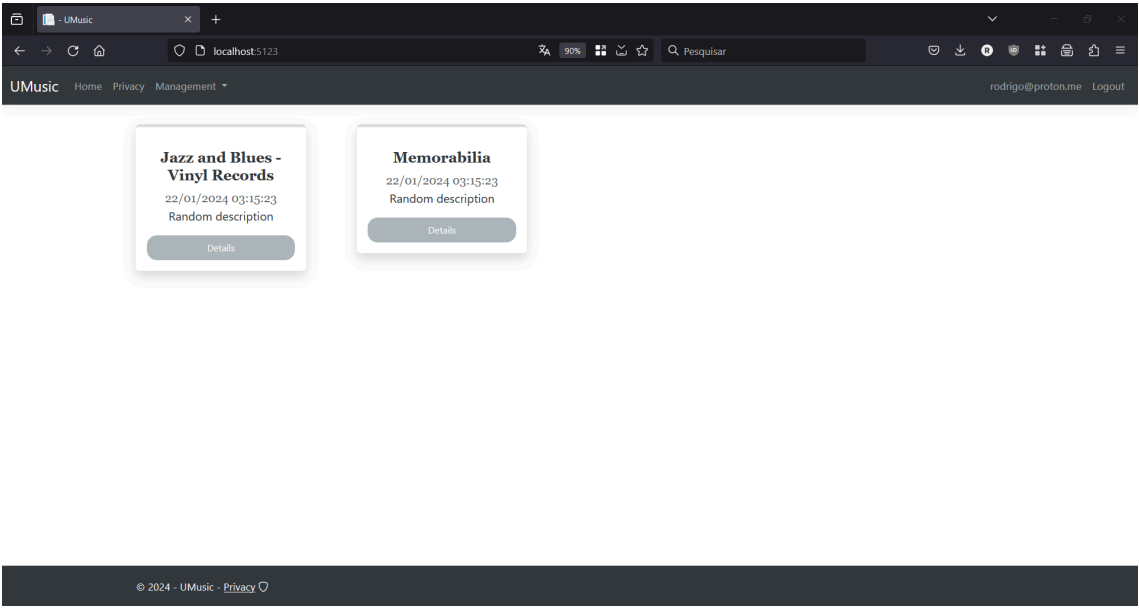 - UMusic
localhost:5123
90%
Pesquisar
UMusic Home Privacy Management rodrigo@proton.me Logout
Jazz and Blues -
Vinyl Records
22/01/2024 03:15:23
Random description
Details
Memorabilia
22/01/2024 03:15:23
Random description
Details
© 2024 - UMusic - Privacy